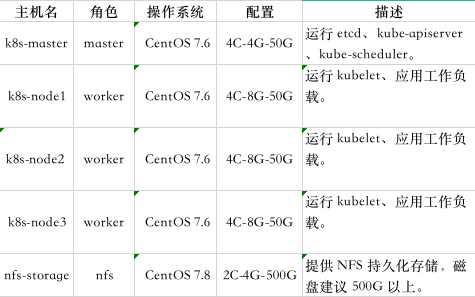 主机名 角色 操作系统 配置 描述
k8s-master master CentOS 7.6 4C-4G-50G 运行 etcd、kube-apiserver
、kube-scheduler。
k8s-node1 worker CentOS 7.6 4C-8G-50G 运行 kubelet、应用工作负
载。
k8s-node2 worker CentOS 7.6 4C-8G-50G 运行 kubelet、应用工作负
载。
k8s-node3 worker CentOS 7.6 4C-8G-50G 运行 kubelet、应用工作负
载。
nfs-storage nfs CentOS 7.8 2C-4G-500G 提供 NFS 持久化存储，磁
盘建议 500G 以上。